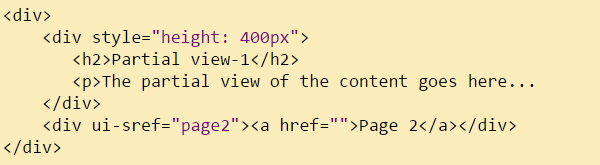 <div>
<div style="height: 400px">
<h2>Partial view-1</h2>
<p>The partial view of the content goes here...
</div>
<div ui-sref="page2"><a href="">Page 2</a></div>
</div>